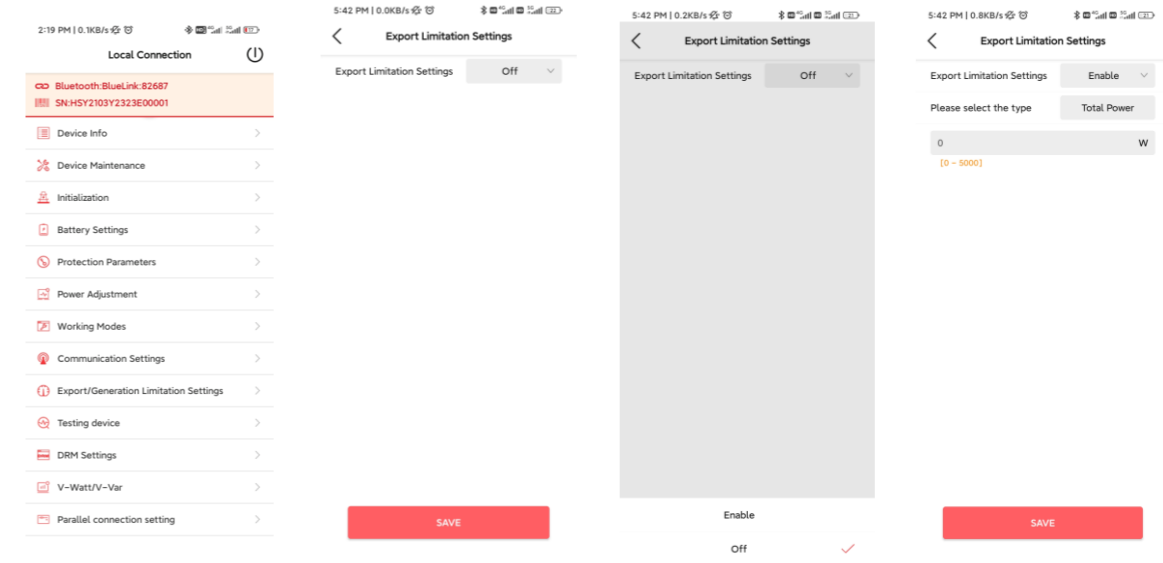 2:19 PM | 0.1KB/s
Local Connection
Bluetooth:BlueLink:82687
SN:HSY2103Y2323E00001
Device Info
Device Maintenance
Initialization
Battery Settings
Protection Parameters
Power Adjustment
Working Modes
Communication Settings
Export/Generation Limitation Settings
Testing device
DRM Settings
V-Watt/V-Var
Parallel connection setting
5:42 PM | 0.0KB/s
Export Limitation Settings
Export Limitation Settings Off
SAVE
5:42 PM | 0.2KB/s
Export Limitation Settings
Export Limitation Settings Off
Enable
Off
5:42 PM | 0.8KB/s
Export Limitation Settings
Export Limitation Settings Enable
Please select the type Total Power
0 W
[0 - 5000]
SAVE